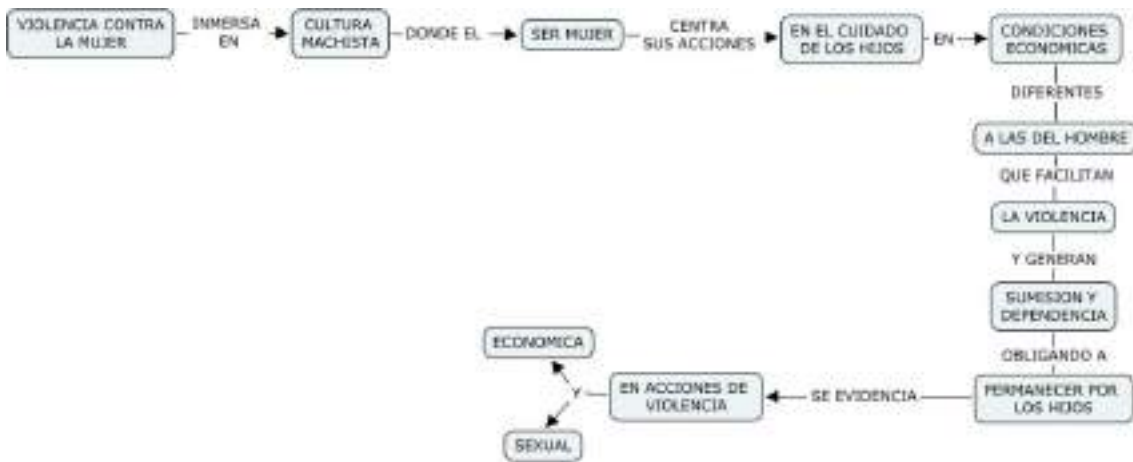 VIOLENCIA CONTRA
LA MUJER
INMERSA
EN
CULTURA
MACHISTA
DONDE EL
SER MUJER
CENTRA
SUS ACCIONES
EN EL CUIDADO
DE LOS HIJOS
EN
CONDICIONES
ECONOMICAS
DIFERENTES
A LAS DEL HOMBRE
QUE FACILITAN
LA VIOLENCIA
Y GENERAN
SUMISION Y
DEPENDENCIA
OBLIGANDO A
PERMANECER POR
LOS HIJOS
SE EVIDENCIA
EN ACCIONES DE
VIOLENCIA
Y
ECONOMICA
SEXUAL